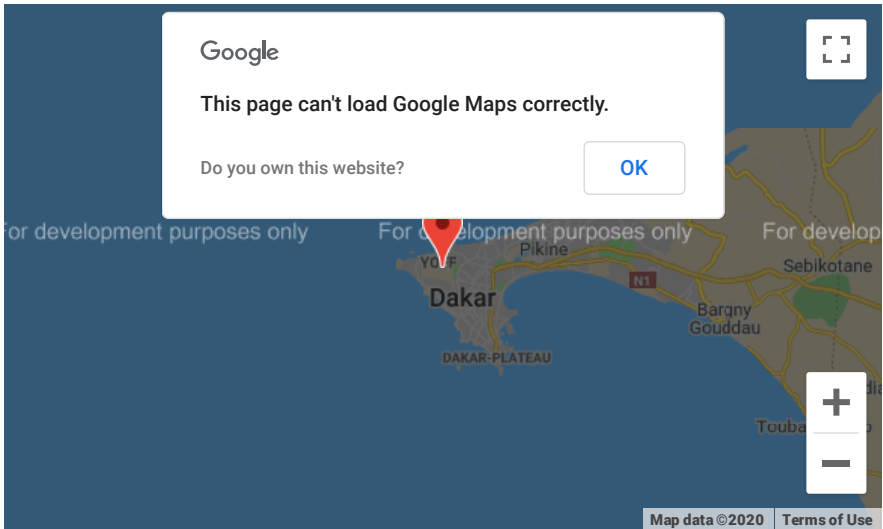 Google
This page can't load Google Maps correctly.
Do you own this website?
OK
For development purposes only
For development purposes only
For develop
YOFF
Pikine
Sebikotane
N1
Dakar
Bargny
Gouddau
DAKAR-PLATEAU
Touba
Map data ©2020
Terms of Use